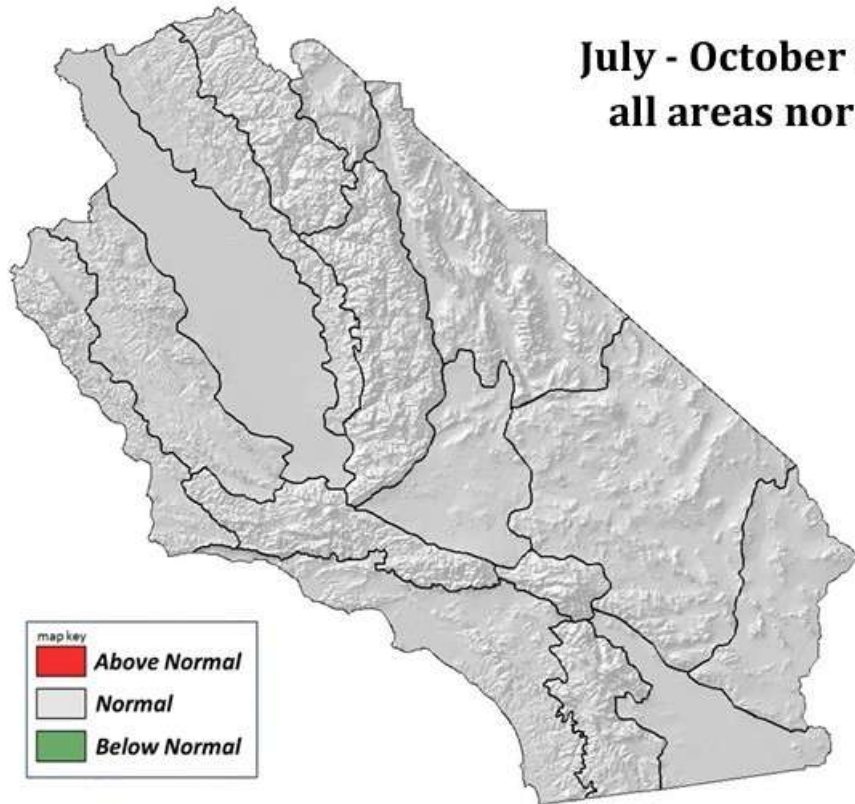 July - October
all areas nor
map key
Above Normal
Normal
Below Normal